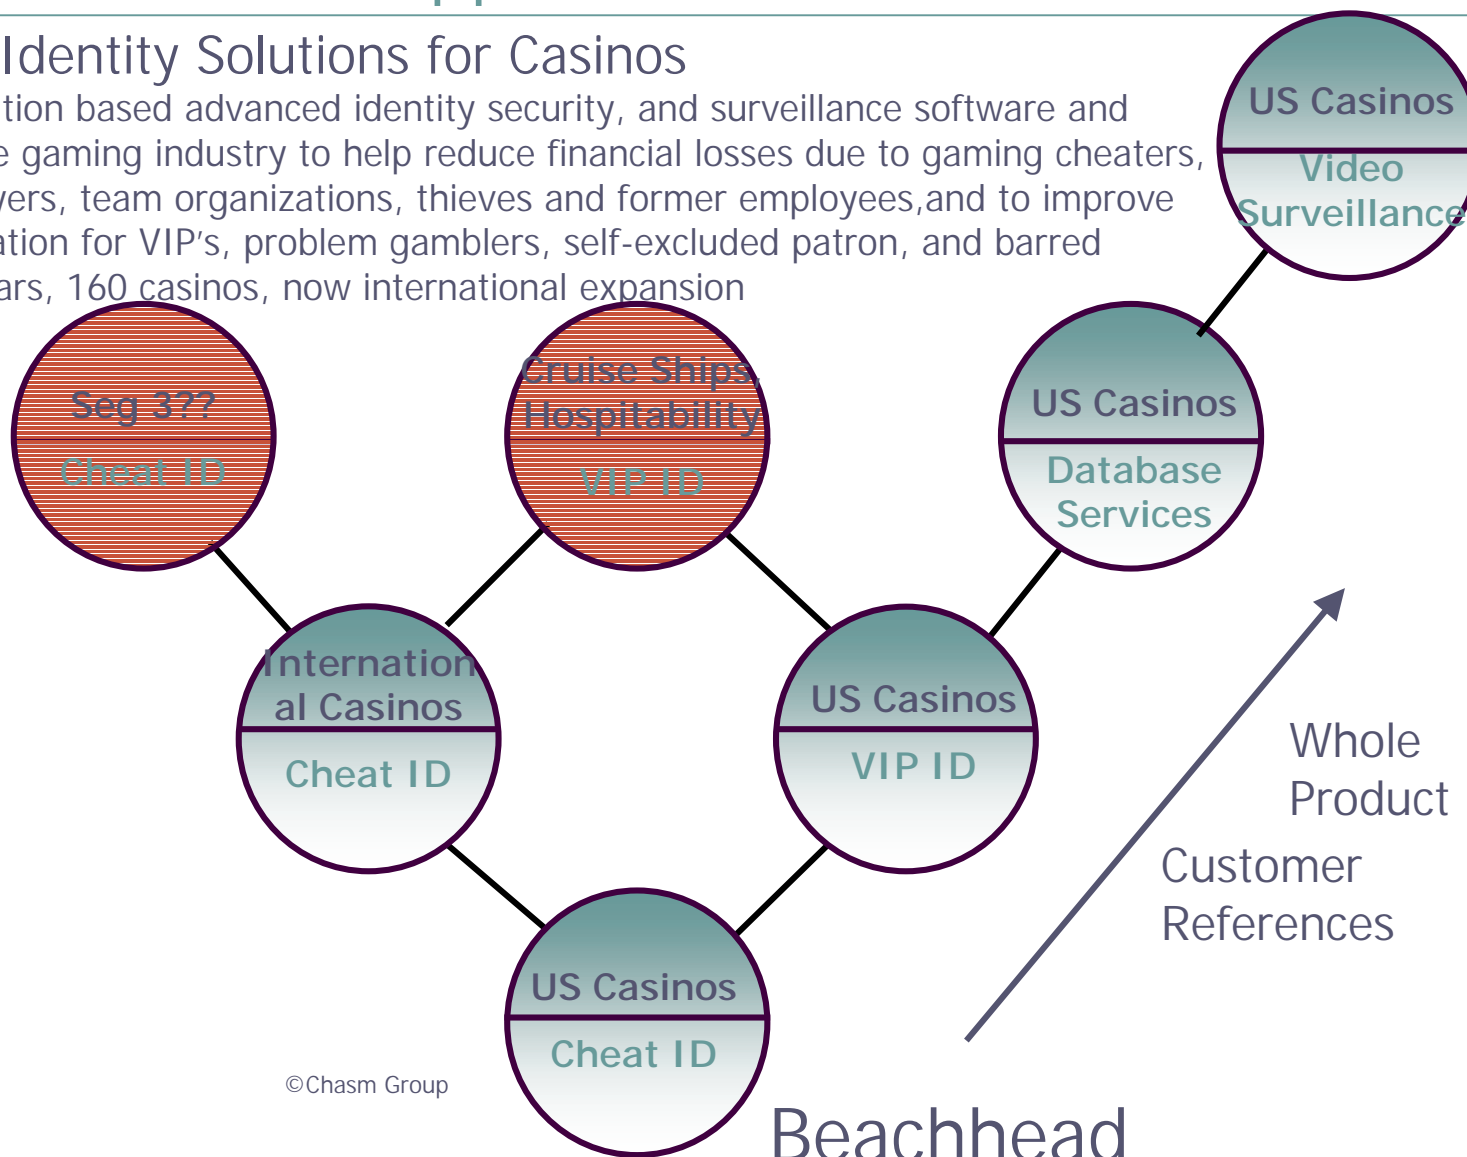 Identity Solutions for Casinos
tion based advanced identity security, and surveillance software and
e gaming industry to help reduce financial losses due to gaming cheaters,
yers, team organizations, thieves and former employees,and to improve
ation for VIP's, problem gamblers, self-excluded patron, and barred
ars, 160 casinos, now international expansion
US Casinos
Video
Surveillance
Seg 3??
Cheat ID
Cruise Ships,
Hospitability
VIP ID
US Casinos
Database
Services
Internation
al Casinos
Cheat ID
US Casinos
VIP ID
Whole
Product
Customer
References
US Casinos
Cheat ID
©Chasm Group
Beachhead